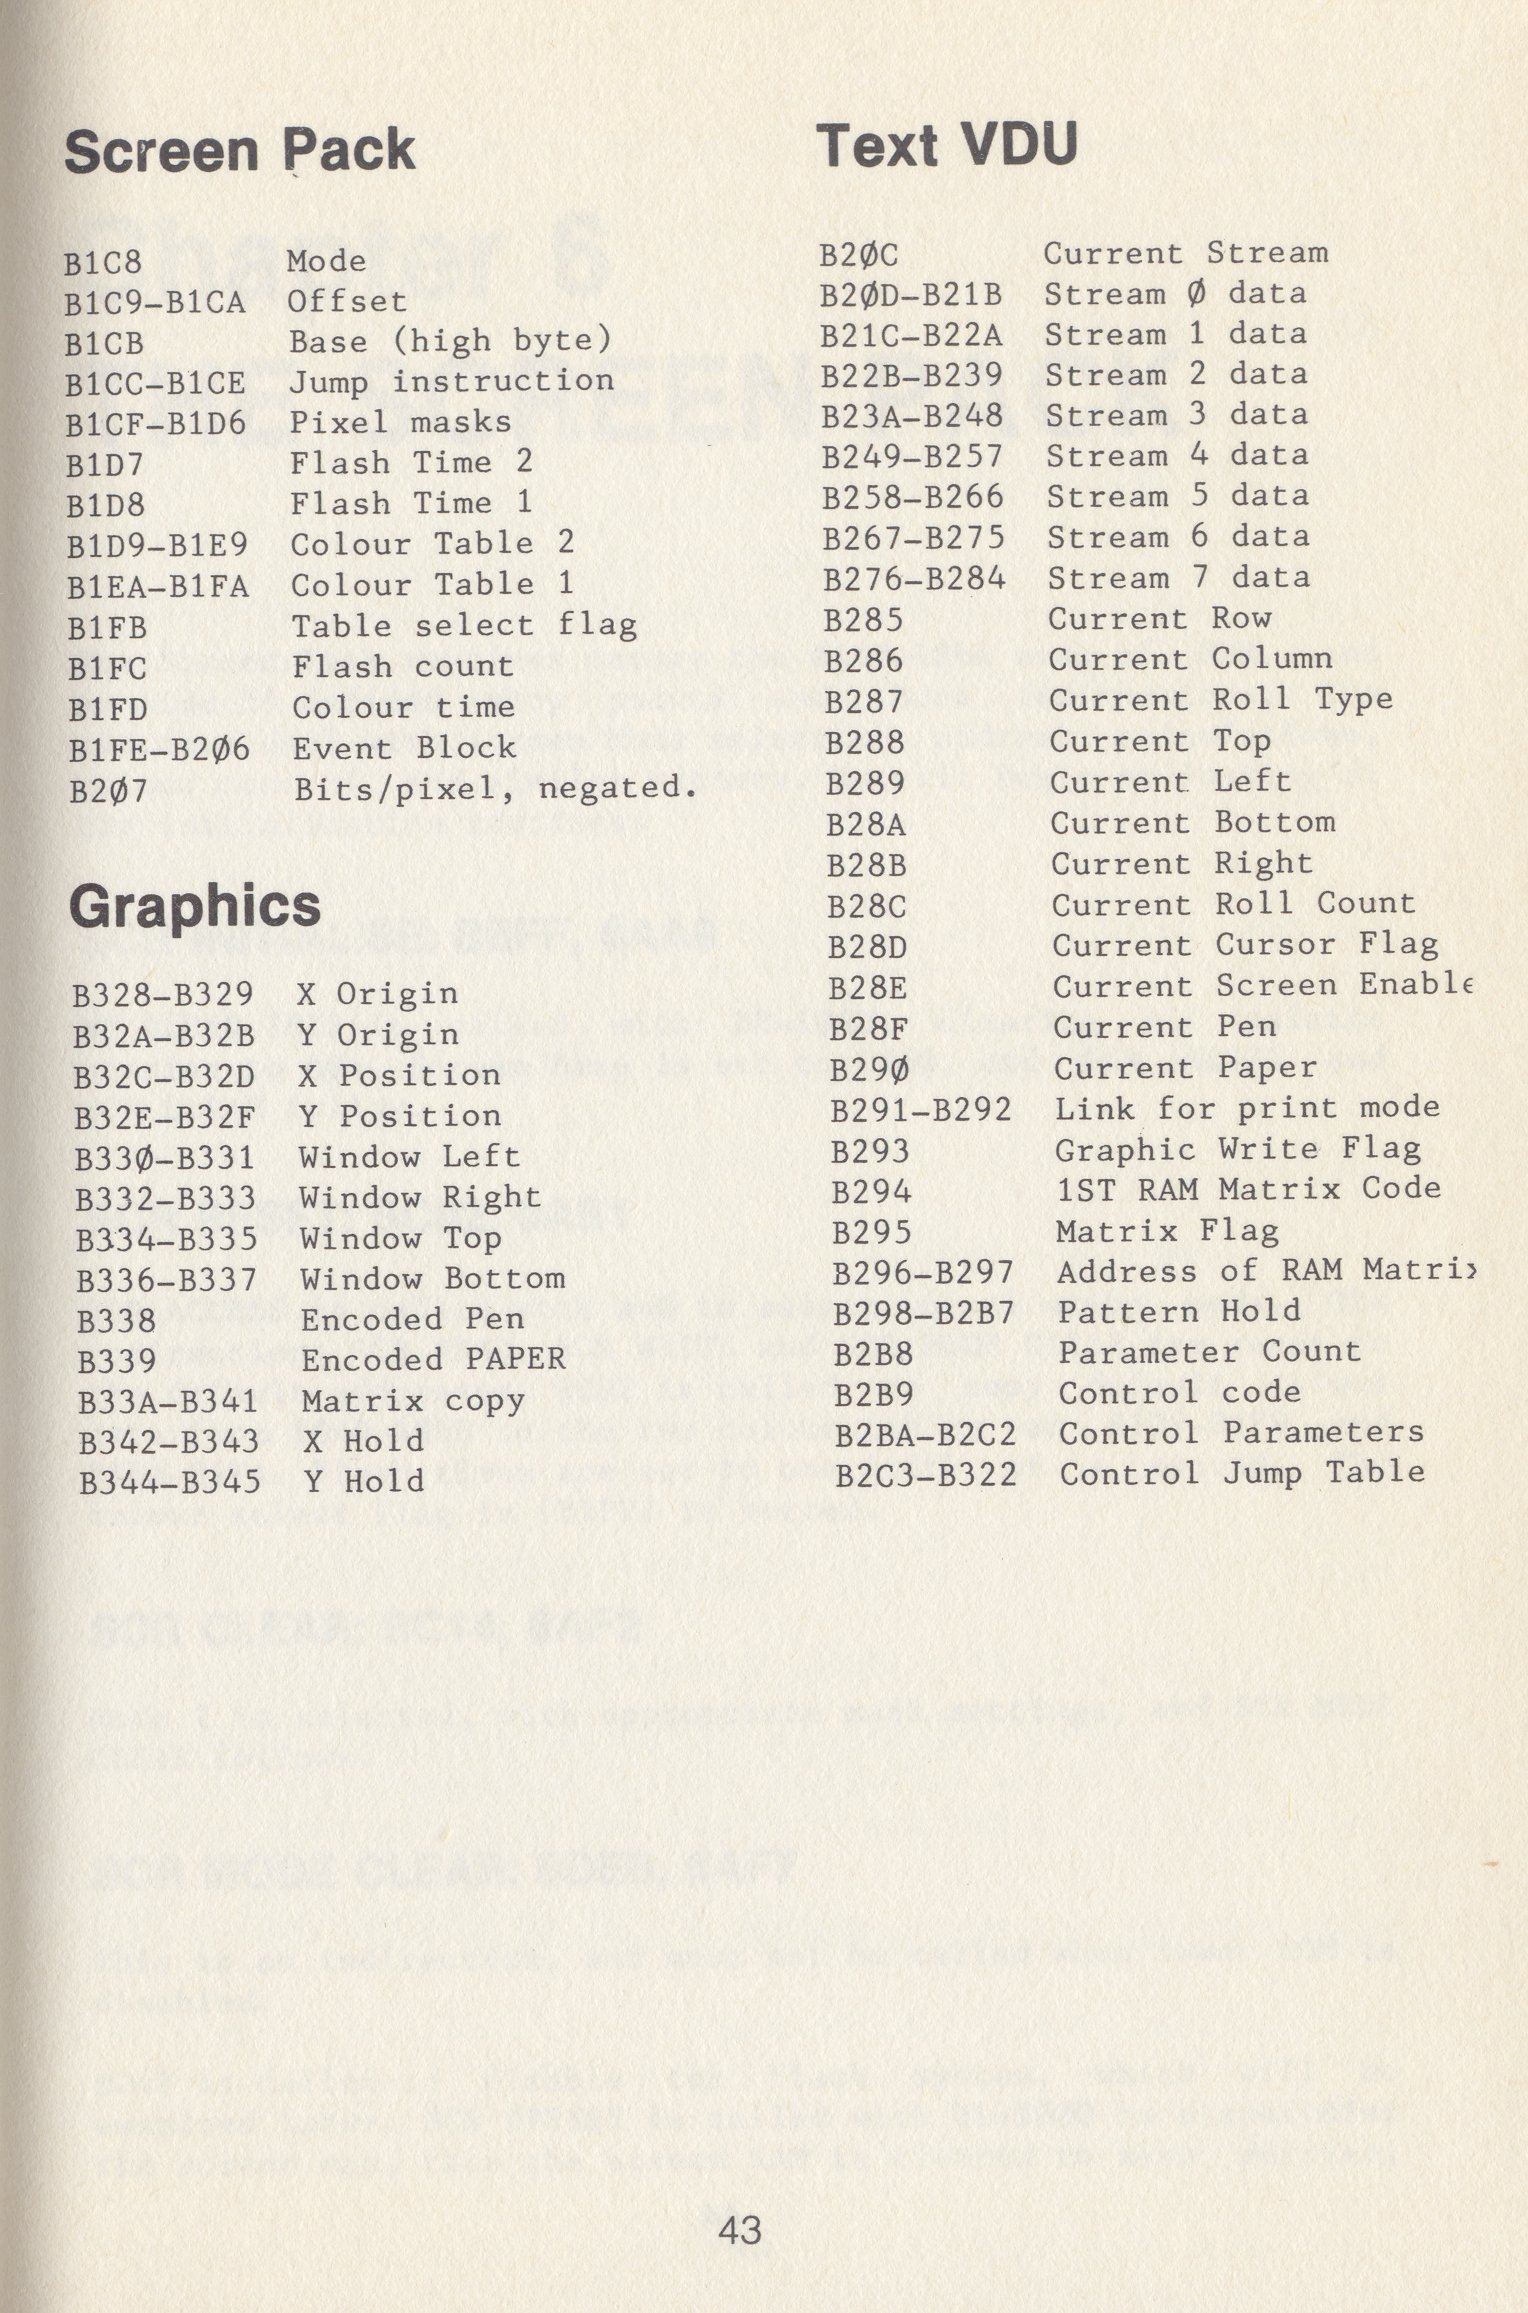 Screen Pack
B1C8 Mode
B1C9-B1CA Offset
B1CB Base (high byte)
B1CC-B1CE Jump instruction
B1CF-B1D6 Pixel masks
B1D7 Flash Time 2
B1D8 Flash Time 1
B1D9-B1E9 Colour Table 2
B1EA-B1FA Colour Table 1
B1FB Table select flag
B1FC Flash count
B1FD Colour time
B1FE-B2Ø6 Event Block
B2Ø7 Bits/pixel, negated.
Graphics
B328-B329 X Origin
B32A-B32B Y Origin
B32C-B32D X Position
B32E-B32F Y Position
B33Ø-B331 Window Left
B332-B333 Window Right
B334-B335 Window Top
B336-B337 Window Bottom
B338 Encoded Pen
B339 Encoded PAPER
B33A-B341 Matrix copy
B342-B343 X Hold
B344-B345 Y Hold
Text VDU
B2ØC Current Stream
B2ØD-B21B Stream Ø data
B21C-B22A Stream 1 data
B22B-B239 Stream 2 data
B23A-B248 Stream 3 data
B249-B257 Stream 4 data
B258-B266 Stream 5 data
B267-B275 Stream 6 data
B276-B284 Stream 7 data
B285 Current Row
B286 Current Column
B287 Current Roll Type
B288 Current Top
B289 Current Left
B28A Current Bottom
B28B Current Right
B28C Current Roll Count
B28D Current Cursor Flag
B28E Current Screen Enable
B28F Current Pen
B29Ø Current Paper
B291-B292 Link for print mode
B293 Graphic Write Flag
B294 1ST RAM Matrix Code
B295 Matrix Flag
B296-B297 Address of RAM Matrix
B298-B2B7 Pattern Hold
B2B8 Parameter Count
B2B9 Control code
B2BA-B2C2 Control Parameters
B2C3-B322 Control Jump Table
43